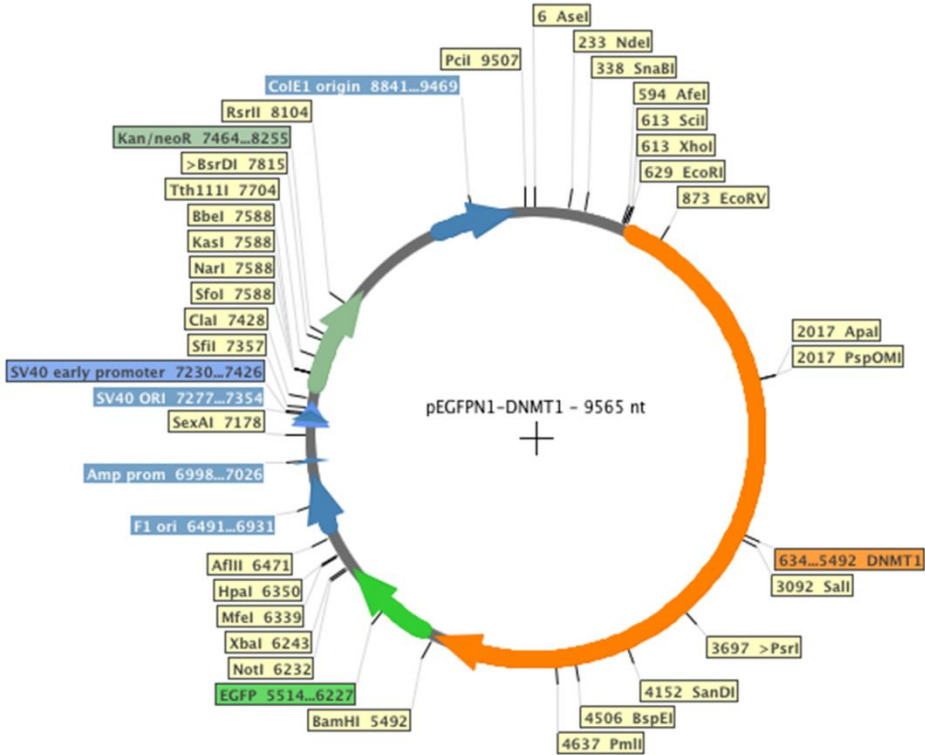 6 AseI
233 NdeI
338 SnaBI
594 AfeI
613 SciI
613 XhoI
629 EcoRI
873 EcoRV
2017 ApaI
2017 PspOMI
634...5492 DNMT1
3092 SalI
3697 >PsrI
4152 SanDI
4506 BspEI
4637 PmlI
BamHI 5492
EGFP 5514...6227
NotI 6232
XbaI 6243
MfeI 6339
HpaI 6350
AflII 6471
F1 ori 6491...6931
Amp prom 6998...7026
SexAI 7178
SV40 ORI 7277...7354
SV40 early promoter 7230...7426
SfiI 7357
ClaI 7428
SfoI 7588
NarI 7588
KasI 7588
BbeI 7588
Tth111I 7704
>BsrDI 7815
Kan/neoR 7464...8255
RsrII 8104
ColE1 origin 8841...9469
PciI 9507
pEGFPN1-DNMT1 - 9565 nt